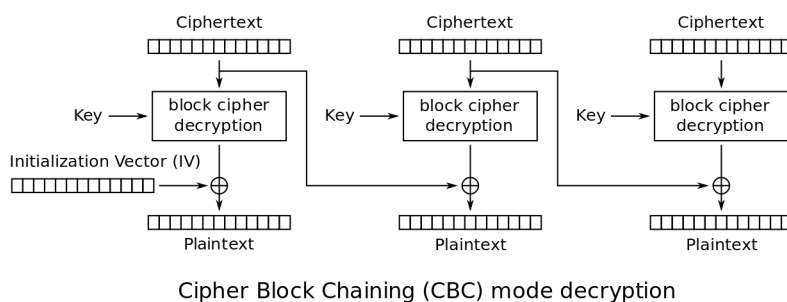 Ciphertext
Ciphertext
Ciphertext
Key
block cipher
decryption
Key
block cipher
decryption
Key
block cipher
decryption
Initialization Vector (IV)
Plaintext
Plaintext
Plaintext
Cipher Block Chaining (CBC) mode decryption